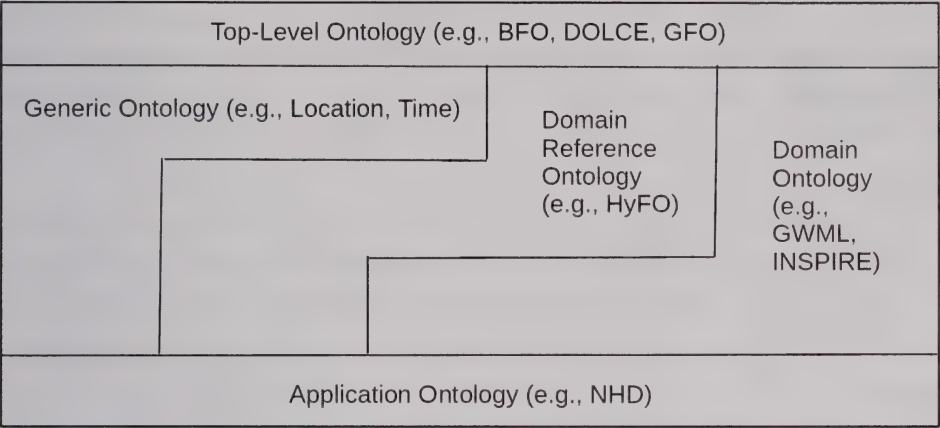 Top-Level Ontology (e.g., BFO, DOLCE, GFO)
Generic Ontology (e.g., Location, Time)
Domain
Reference
Ontology
(e.g., HyFO)
Domain
Ontology
(e.g.,
GWML,
INSPIRE)
Application Ontology (e.g., NHD)